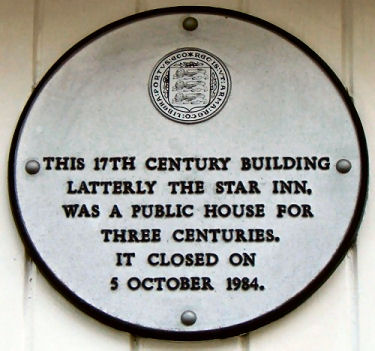 THIS 17TH CENTURY BUILDING
LATTERLY THE STAR INN,
WAS A PUBLIC HOUSE FOR
THREE CENTURIES.
IT CLOSED ON
5 OCTOBER 1984.